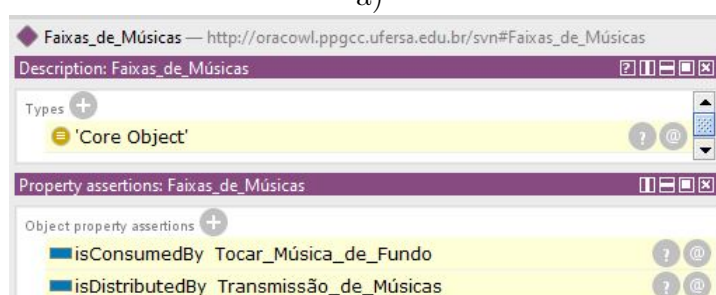 a)
Faixas_de_Músicas — http://oracowl.ppgcc.ufersa.edu.br/svn#Faixas_de_Músicas
Description: Faixas_de_Músicas
Types
'Core Object'
Property assertions: Faixas_de_Músicas
Object property assertions
isConsumedBy Tocar_Música_de_Fundo
isDistributedBy Transmissão_de_Músicas